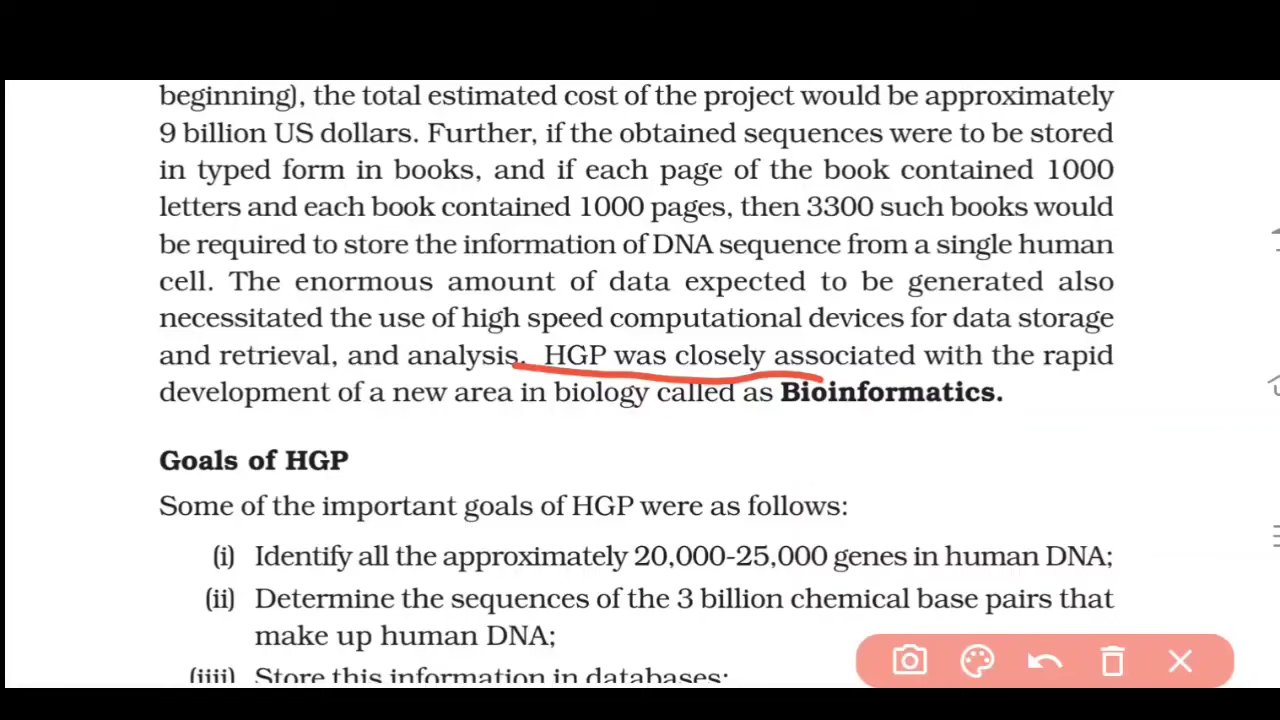 beginning), the total estimated cost of the project would be approximately
9 billion US dollars. Further, if the obtained sequences were to be stored
in typed form in books, and if each page of the book contained 1000
letters and each book contained 1000 pages, then 3300 such books would
be required to store the information of DNA sequence from a single human
cell. The enormous amount of data expected to be generated also
necessitated the use of high speed computational devices for data storage
and retrieval, and analysis. HGP was closely associated with the rapid
development of a new area in biology called as Bioinformatics.
Goals of HGP
Some of the important goals of HGP were as follows:
(i) Identify all the approximately 20,000-25,000 genes in human DNA;
(ii) Determine the sequences of the 3 billion chemical base pairs that
make up human DNA;
(iiii) Store this information in databases;